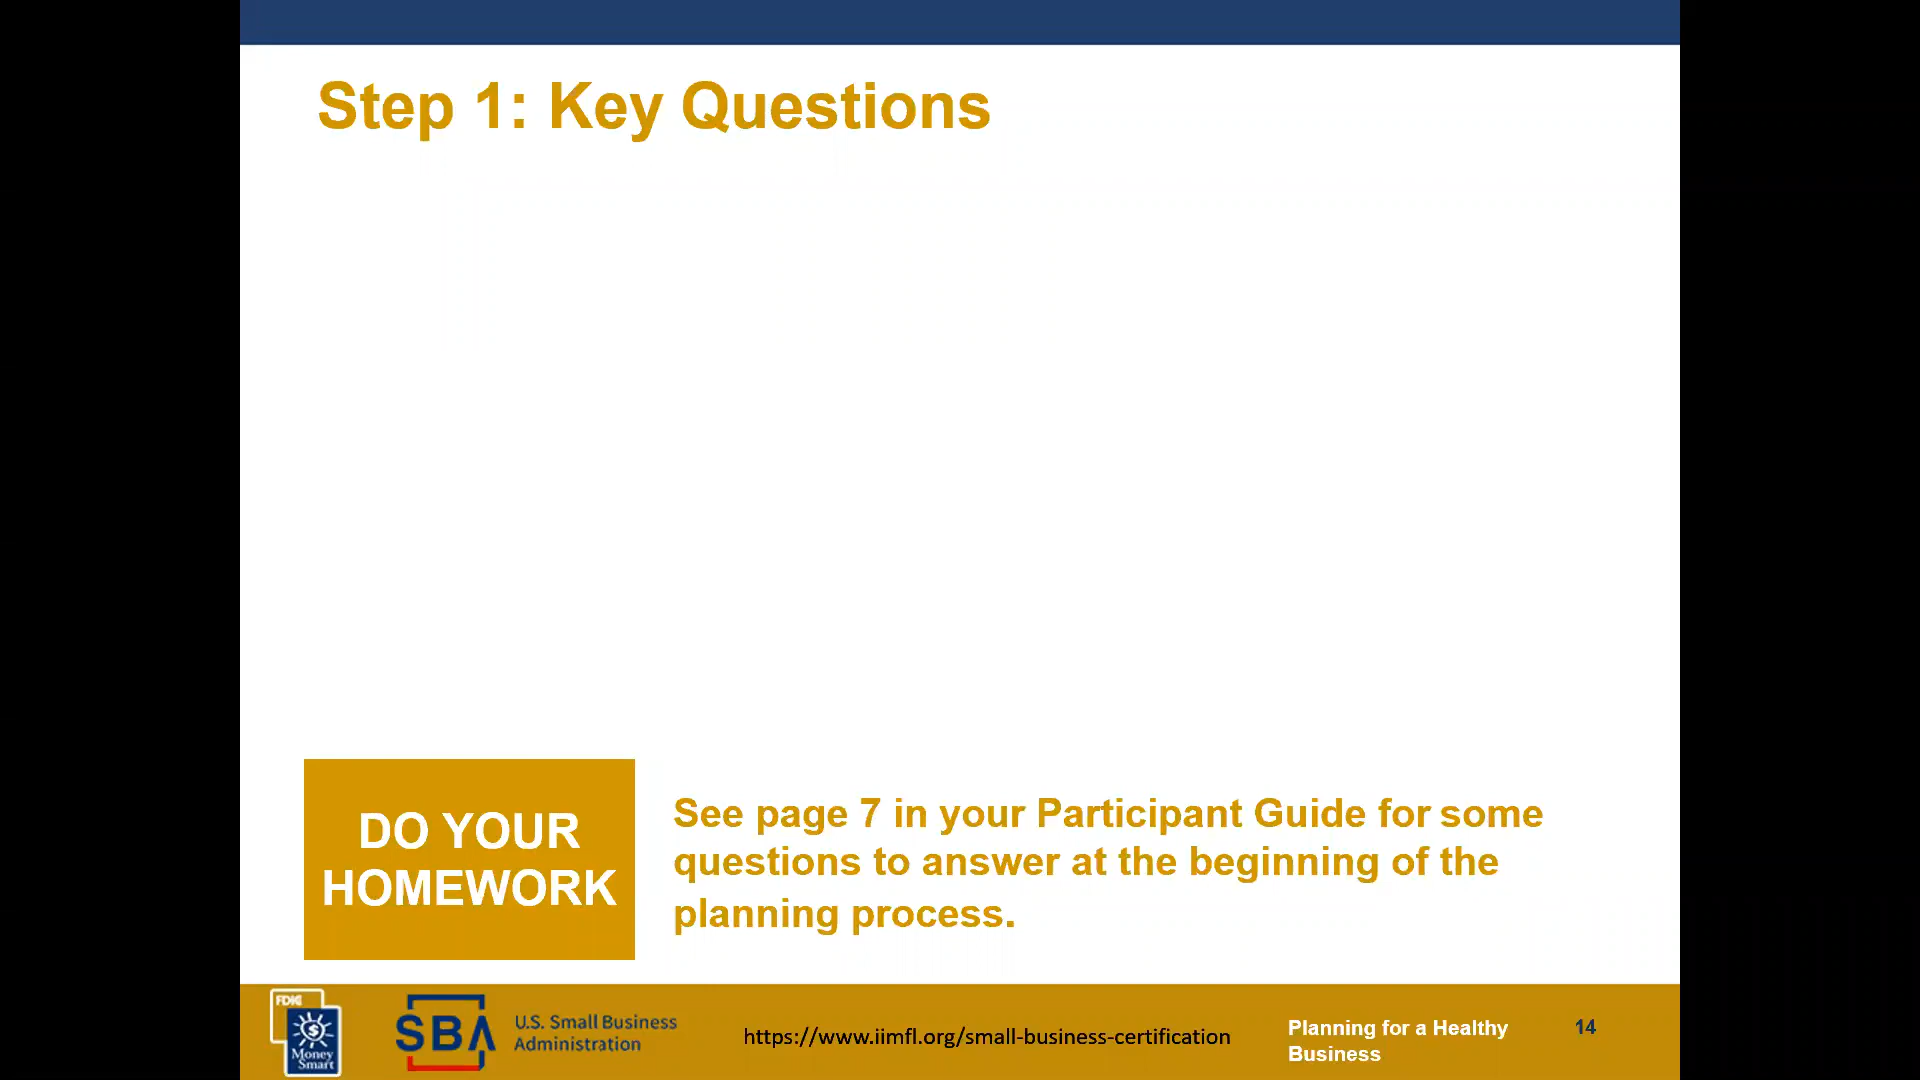 Step 1: Key Questions
DO YOUR
HOMEWORK
See page 7 in your Participant Guide for some
questions to answer at the beginning of the
planning process.
FDIC
Money
Smart
SBA
U.S. Small Business
Administration
https://www.iimfl.org/small-business-certification
Planning for a Healthy
Business
14